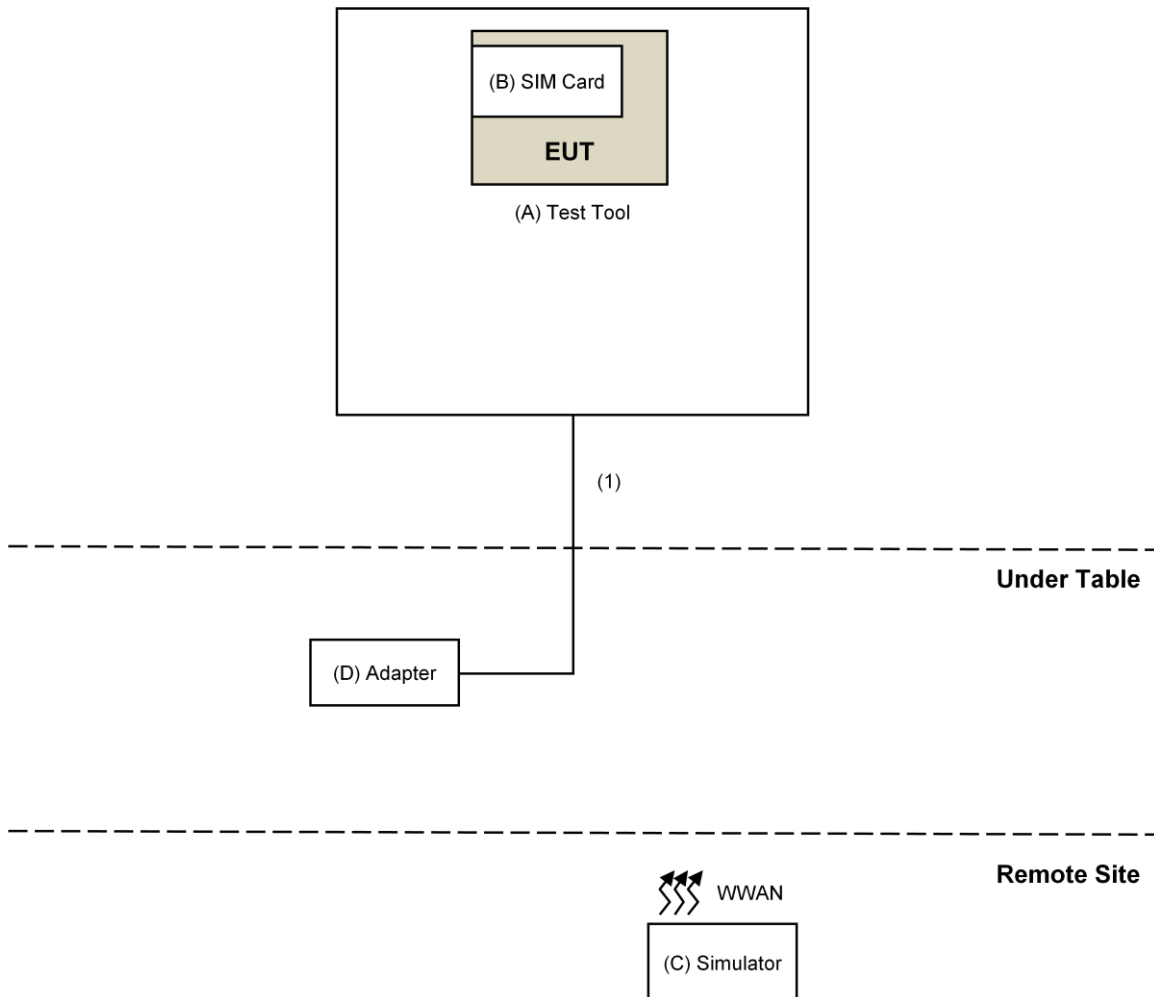 (B) SIM Card
EUT
(A) Test Tool
(1)
Under Table
(D) Adapter
Remote Site
WWAN
(C) Simulator